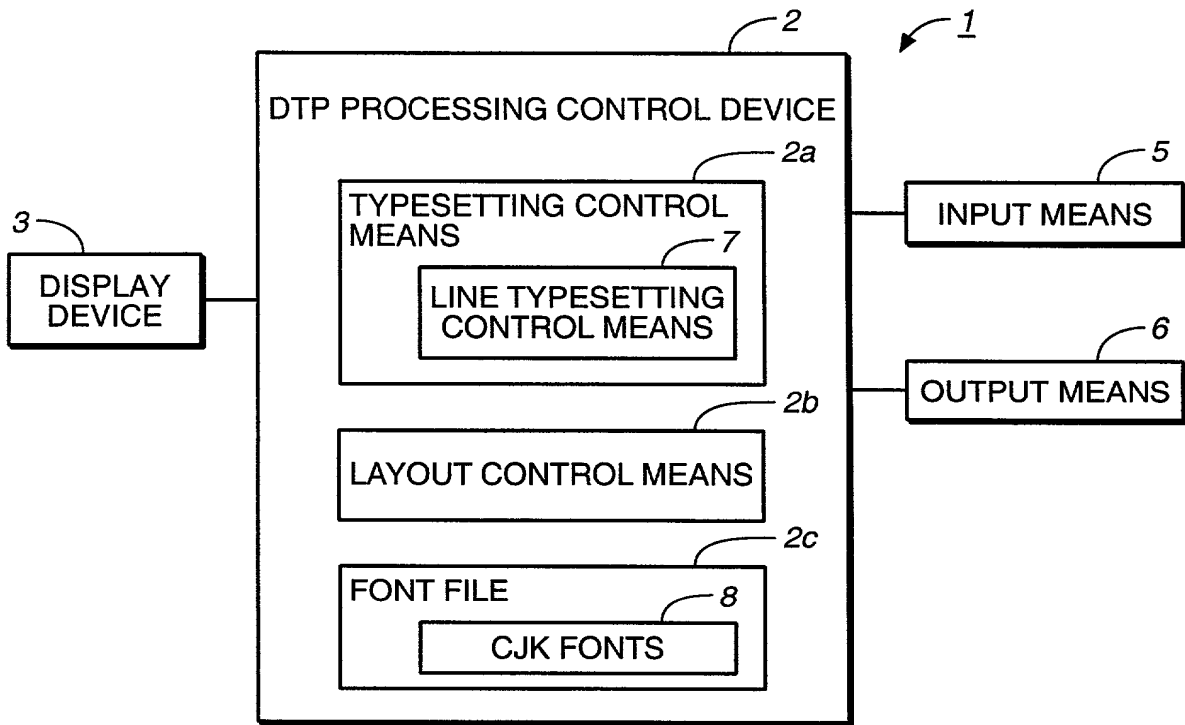 2
1
DTP PROCESSING CONTROL DEVICE
2a
5
TYPESETTING CONTROL
MEANS
INPUT MEANS
3
7
DISPLAY
DEVICE
LINE TYPESETTING
CONTROL MEANS
6
OUTPUT MEANS
2b
LAYOUT CONTROL MEANS
2c
FONT FILE
8
CJK FONTS